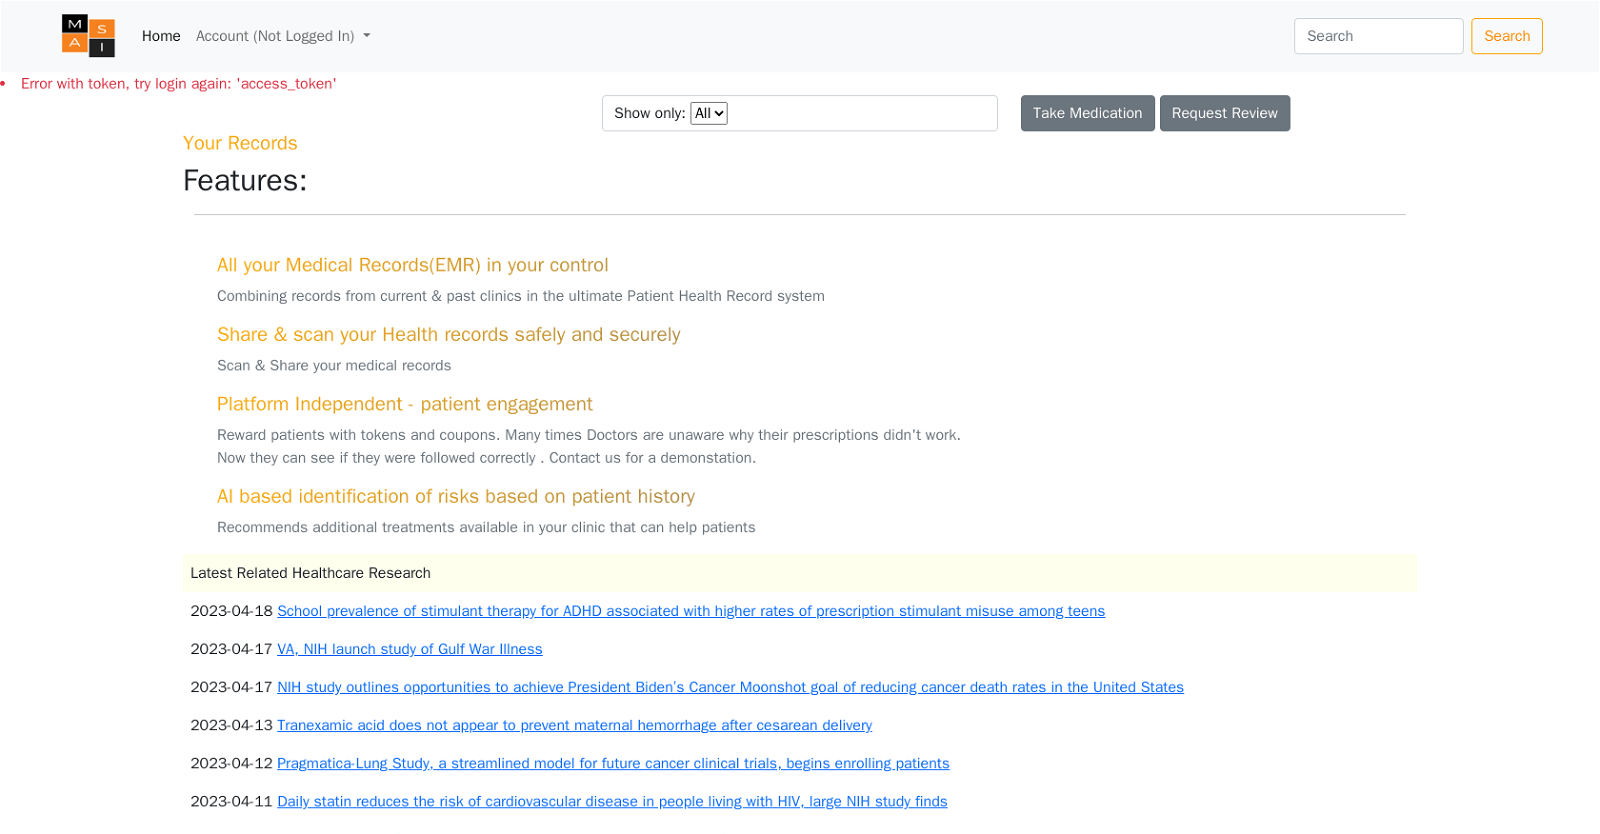 M
S
A
I
Home
Account (Not Logged In)
Search
Search
Error with token, try login again: 'access_token'
Show only: All
Take Medication
Request Review
Your Records
Features:
All your Medical Records(EMR) in your control
Combining records from current & past clinics in the ultimate Patient Health Record system
Share & scan your Health records safely and securely
Scan & Share your medical records
Platform Independent - patient engagement
Reward patients with tokens and coupons. Many times Doctors are unaware why their prescriptions didn't work.
Now they can see if they were followed correctly . Contact us for a demonstation.
AI based identification of risks based on patient history
Recommends additional treatments available in your clinic that can help patients
Latest Related Healthcare Research
2023-04-18 School prevalence of stimulant therapy for ADHD associated with higher rates of prescription stimulant misuse among teens
2023-04-17 VA, NIH launch study of Gulf War Illness
2023-04-17 NIH study outlines opportunities to achieve President Biden's Cancer Moonshot goal of reducing cancer death rates in the United States
2023-04-13 Tranexamic acid does not appear to prevent maternal hemorrhage after cesarean delivery
2023-04-12 Pragmatica-Lung Study, a streamlined model for future cancer clinical trials, begins enrolling patients
2023-04-11 Daily statin reduces the risk of cardiovascular disease in people living with HIV, large NIH study finds